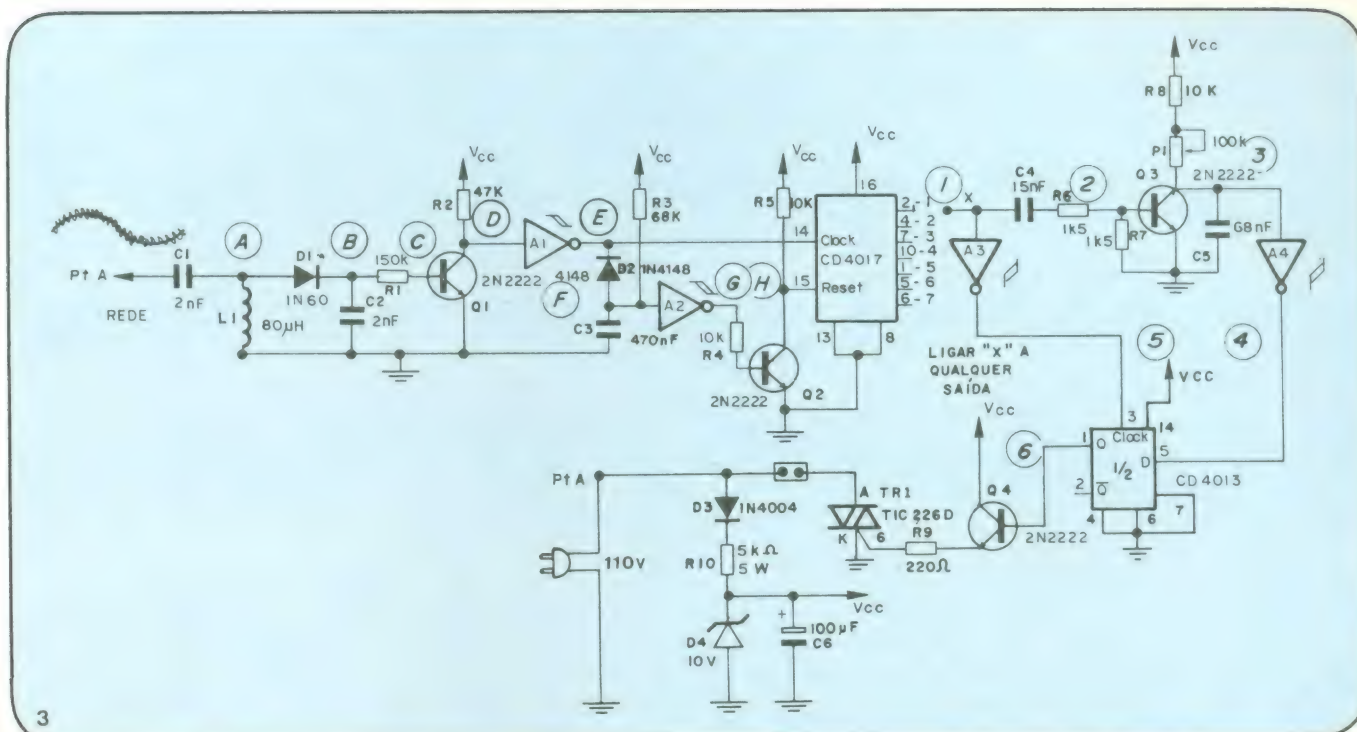 Pt A
REDE
C1
2nF
A
L1
80µH
D1
1N60
B
C2
2nF
C
150k
R1
Vcc
R2
47K
D
2N2222
Q1
A1
E
4148
D2 1N4148
F
C3
470nF
Vcc
R3
68K
A2
G
H
10k
R4
2N2222
Q2
Vcc
R5
10K
Vcc
16
14
Clock
CD4017
15
Reset
13
8
2-1
4-2
7-3
10-4
1-5
5-6
6-7
1
x
C4
15nF
2
R6
1k5
1k5
R7
Vcc
R8
10K
P1
100k
3
Q3
2N2222
C5
G8nF
A3
A4
LIGAR "X" A
QUALQUER
SAÍDA
5
4
Vcc
3
14
1
Q
Clock
5
D
1/2
CD4013
2
Q
4
6
7
6
Vcc
Q4
2N2222
R9
220Ω
A
TR1
TIC226D
K
6
Pt A
110V
D3
1N4004
R10
5kΩ
5W
Vcc
D4
10V
+
100µF
C6
3